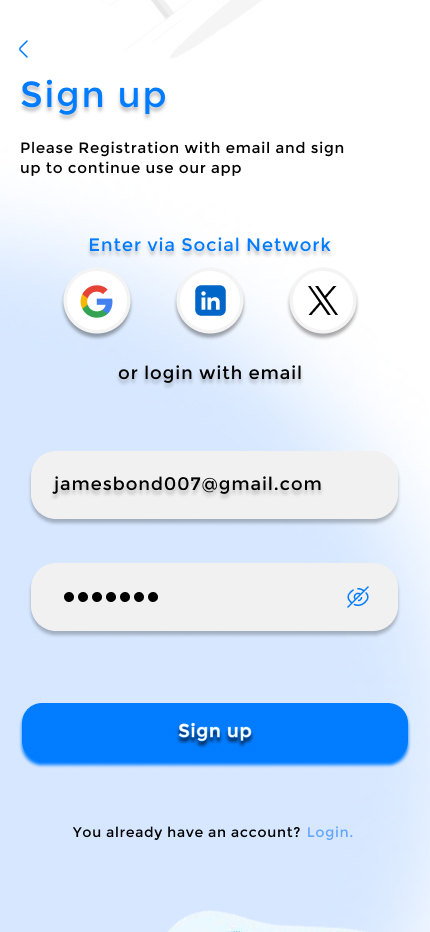 Sign up
Please Registration with email and sign
up to continue use our app
Enter via Social Network
G
in
X
or login with email
jamesbond007@gmail.com
●●●●●●●
Sign up
You already have an account? Login.